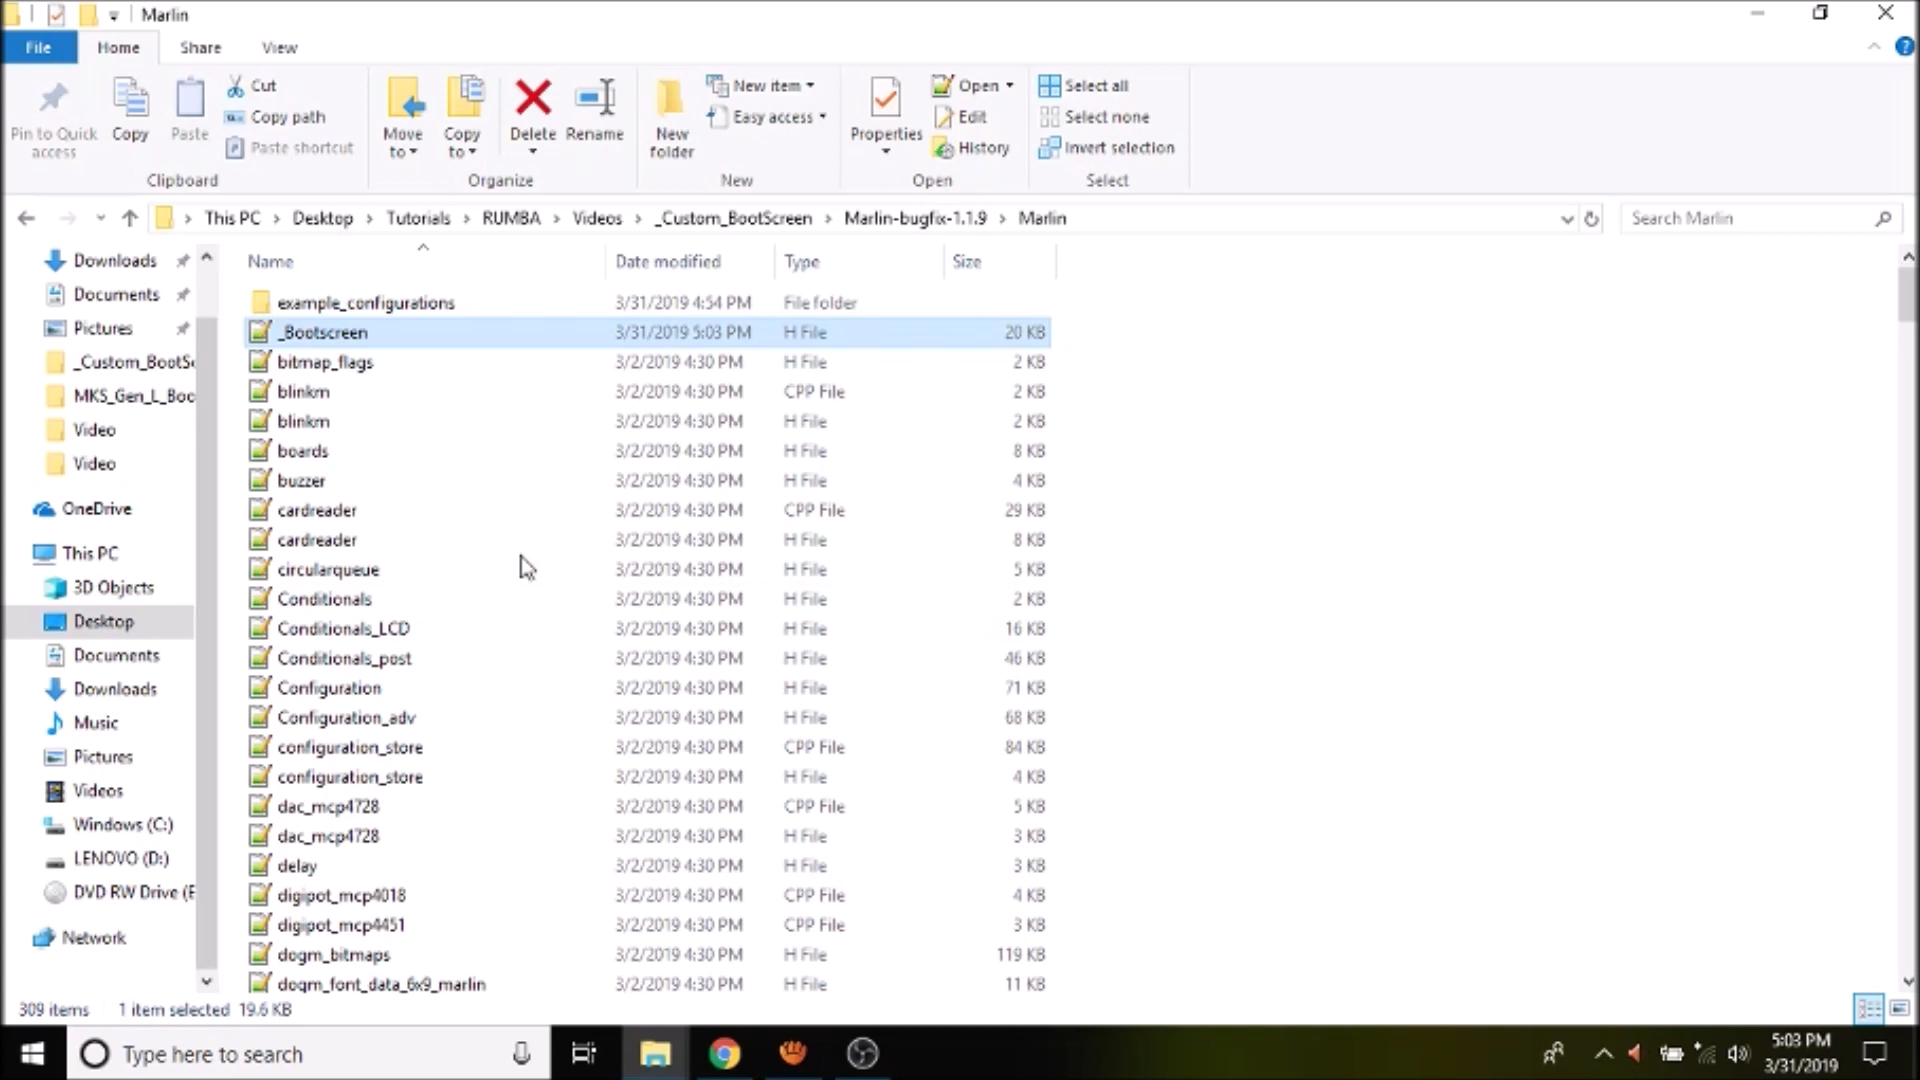 Marlin
File Home Share View
Pin to Quick access
Copy
Paste
Cut
Copy path
Paste shortcut
Clipboard
Move to
Copy to
Delete
Rename
Organize
New folder
New item
Easy access
New
Properties
Open
Edit
History
Open
Select all
Select none
Invert selection
Select
This PC > Desktop > Tutorials > RUMBA > Videos > _Custom_BootScreen > Marlin-bugfix-1.1.9 > Marlin
Search Marlin
Downloads
Documents
Pictures
_Custom_BootSc
MKS_Gen_L_Boo
Video
Video
OneDrive
This PC
3D Objects
Desktop
Documents
Downloads
Music
Pictures
Videos
Windows (C:)
LENOVO (D:)
DVD RW Drive (E
Network
Name Date modified Type Size
example_configurations 3/31/2019 4:54 PM File folder
_Bootscreen 3/31/2019 5:03 PM H File 20 KB
bitmap_flags 3/2/2019 4:30 PM H File 2 KB
blinkm 3/2/2019 4:30 PM CPP File 2 KB
blinkm 3/2/2019 4:30 PM H File 2 KB
boards 3/2/2019 4:30 PM H File 8 KB
buzzer 3/2/2019 4:30 PM H File 4 KB
cardreader 3/2/2019 4:30 PM CPP File 29 KB
cardreader 3/2/2019 4:30 PM H File 8 KB
circularqueue 3/2/2019 4:30 PM H File 5 KB
Conditionals 3/2/2019 4:30 PM H File 2 KB
Conditionals_LCD 3/2/2019 4:30 PM H File 16 KB
Conditionals_post 3/2/2019 4:30 PM H File 46 KB
Configuration 3/2/2019 4:30 PM H File 71 KB
Configuration_adv 3/2/2019 4:30 PM H File 68 KB
configuration_store 3/2/2019 4:30 PM CPP File 84 KB
configuration_store 3/2/2019 4:30 PM H File 4 KB
dac_mcp4728 3/2/2019 4:30 PM CPP File 5 KB
dac_mcp4728 3/2/2019 4:30 PM H File 3 KB
delay 3/2/2019 4:30 PM H File 3 KB
digipot_mcp4018 3/2/2019 4:30 PM CPP File 4 KB
digipot_mcp4451 3/2/2019 4:30 PM CPP File 3 KB
dogm_bitmaps 3/2/2019 4:30 PM H File 119 KB
dogm_font_data_6x9_marlin 3/2/2019 4:30 PM H File 11 KB
309 items 1 item selected 19.6 KB
Type here to search
5:03 PM
3/31/2019